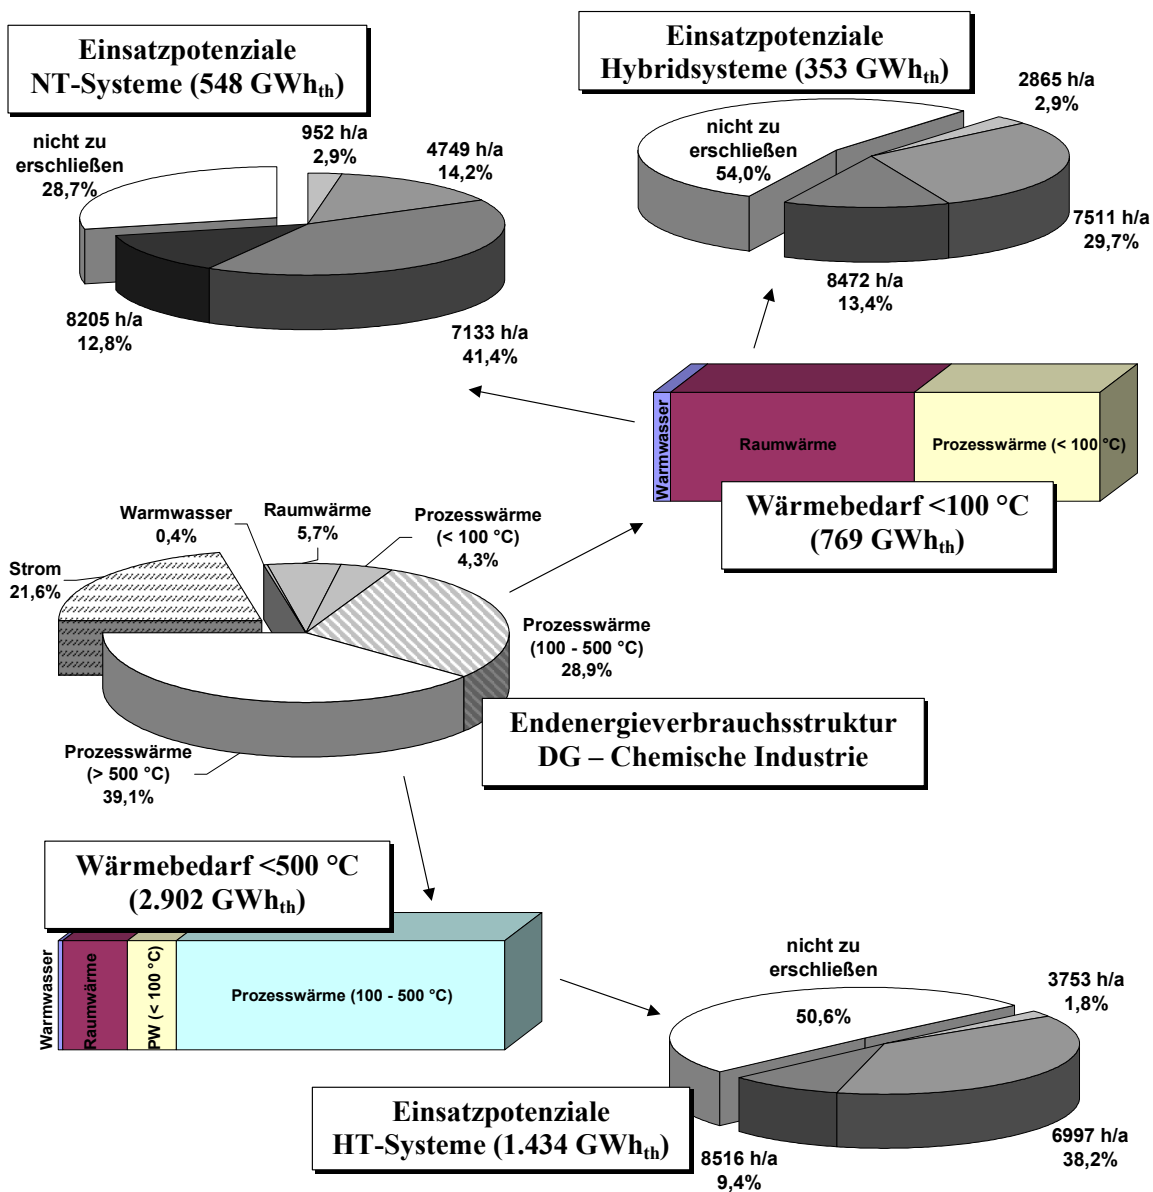 Einsatzpotenziale
NT-Systeme (548 GWhth)
nicht zu
erschließen
28,7%
952 h/a
2,9%
4749 h/a
14,2%
8205 h/a
12,8%
7133 h/a
41,4%
Einsatzpotenziale
Hybridsysteme (353 GWhth)
nicht zu
erschließen
54,0%
2865 h/a
2,9%
7511 h/a
29,7%
8472 h/a
13,4%
Warmwasser
Raumwärme
Prozesswärme (< 100 °C)
Wärmebedarf <100 °C
(769 GWhth)
Warmwasser
0,4%
Raumwärme
5,7%
Prozesswärme
(< 100 °C)
4,3%
Strom
21,6%
Prozesswärme
(100 - 500 °C)
28,9%
Prozesswärme
(> 500 °C)
39,1%
Endenergieverbrauchsstruktur
DG – Chemische Industrie
Wärmebedarf <500 °C
(2.902 GWhth)
Warmwasser
Raumwärme
PW (< 100 °C)
Prozesswärme (100 - 500 °C)
nicht zu
erschließen
50,6%
3753 h/a
1,8%
6997 h/a
38,2%
8516 h/a
9,4%
Einsatzpotenziale
HT-Systeme (1.434 GWhth)